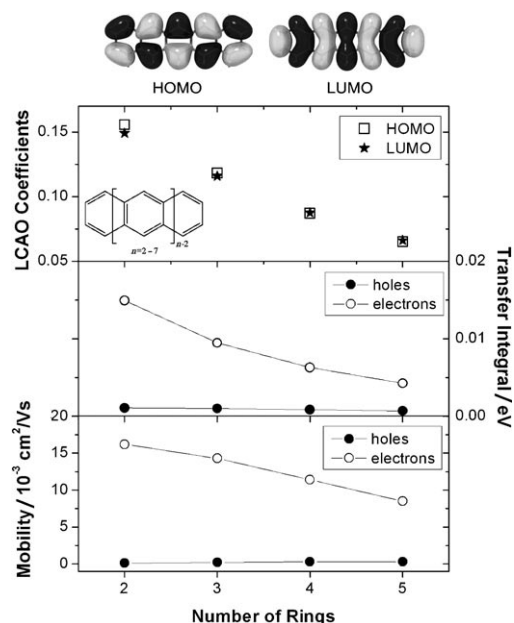 HOMO LUMO
LCAO Coefficients
0.15
0.10
0.05
HOMO
LUMO
n=2-7
n-2
Transfer Integral / eV
0.02
0.01
0.00
holes
electrons
Mobility / 10⁻³ cm²/Vs
20
15
10
5
0
holes
electrons
2 3 4 5
Number of Rings